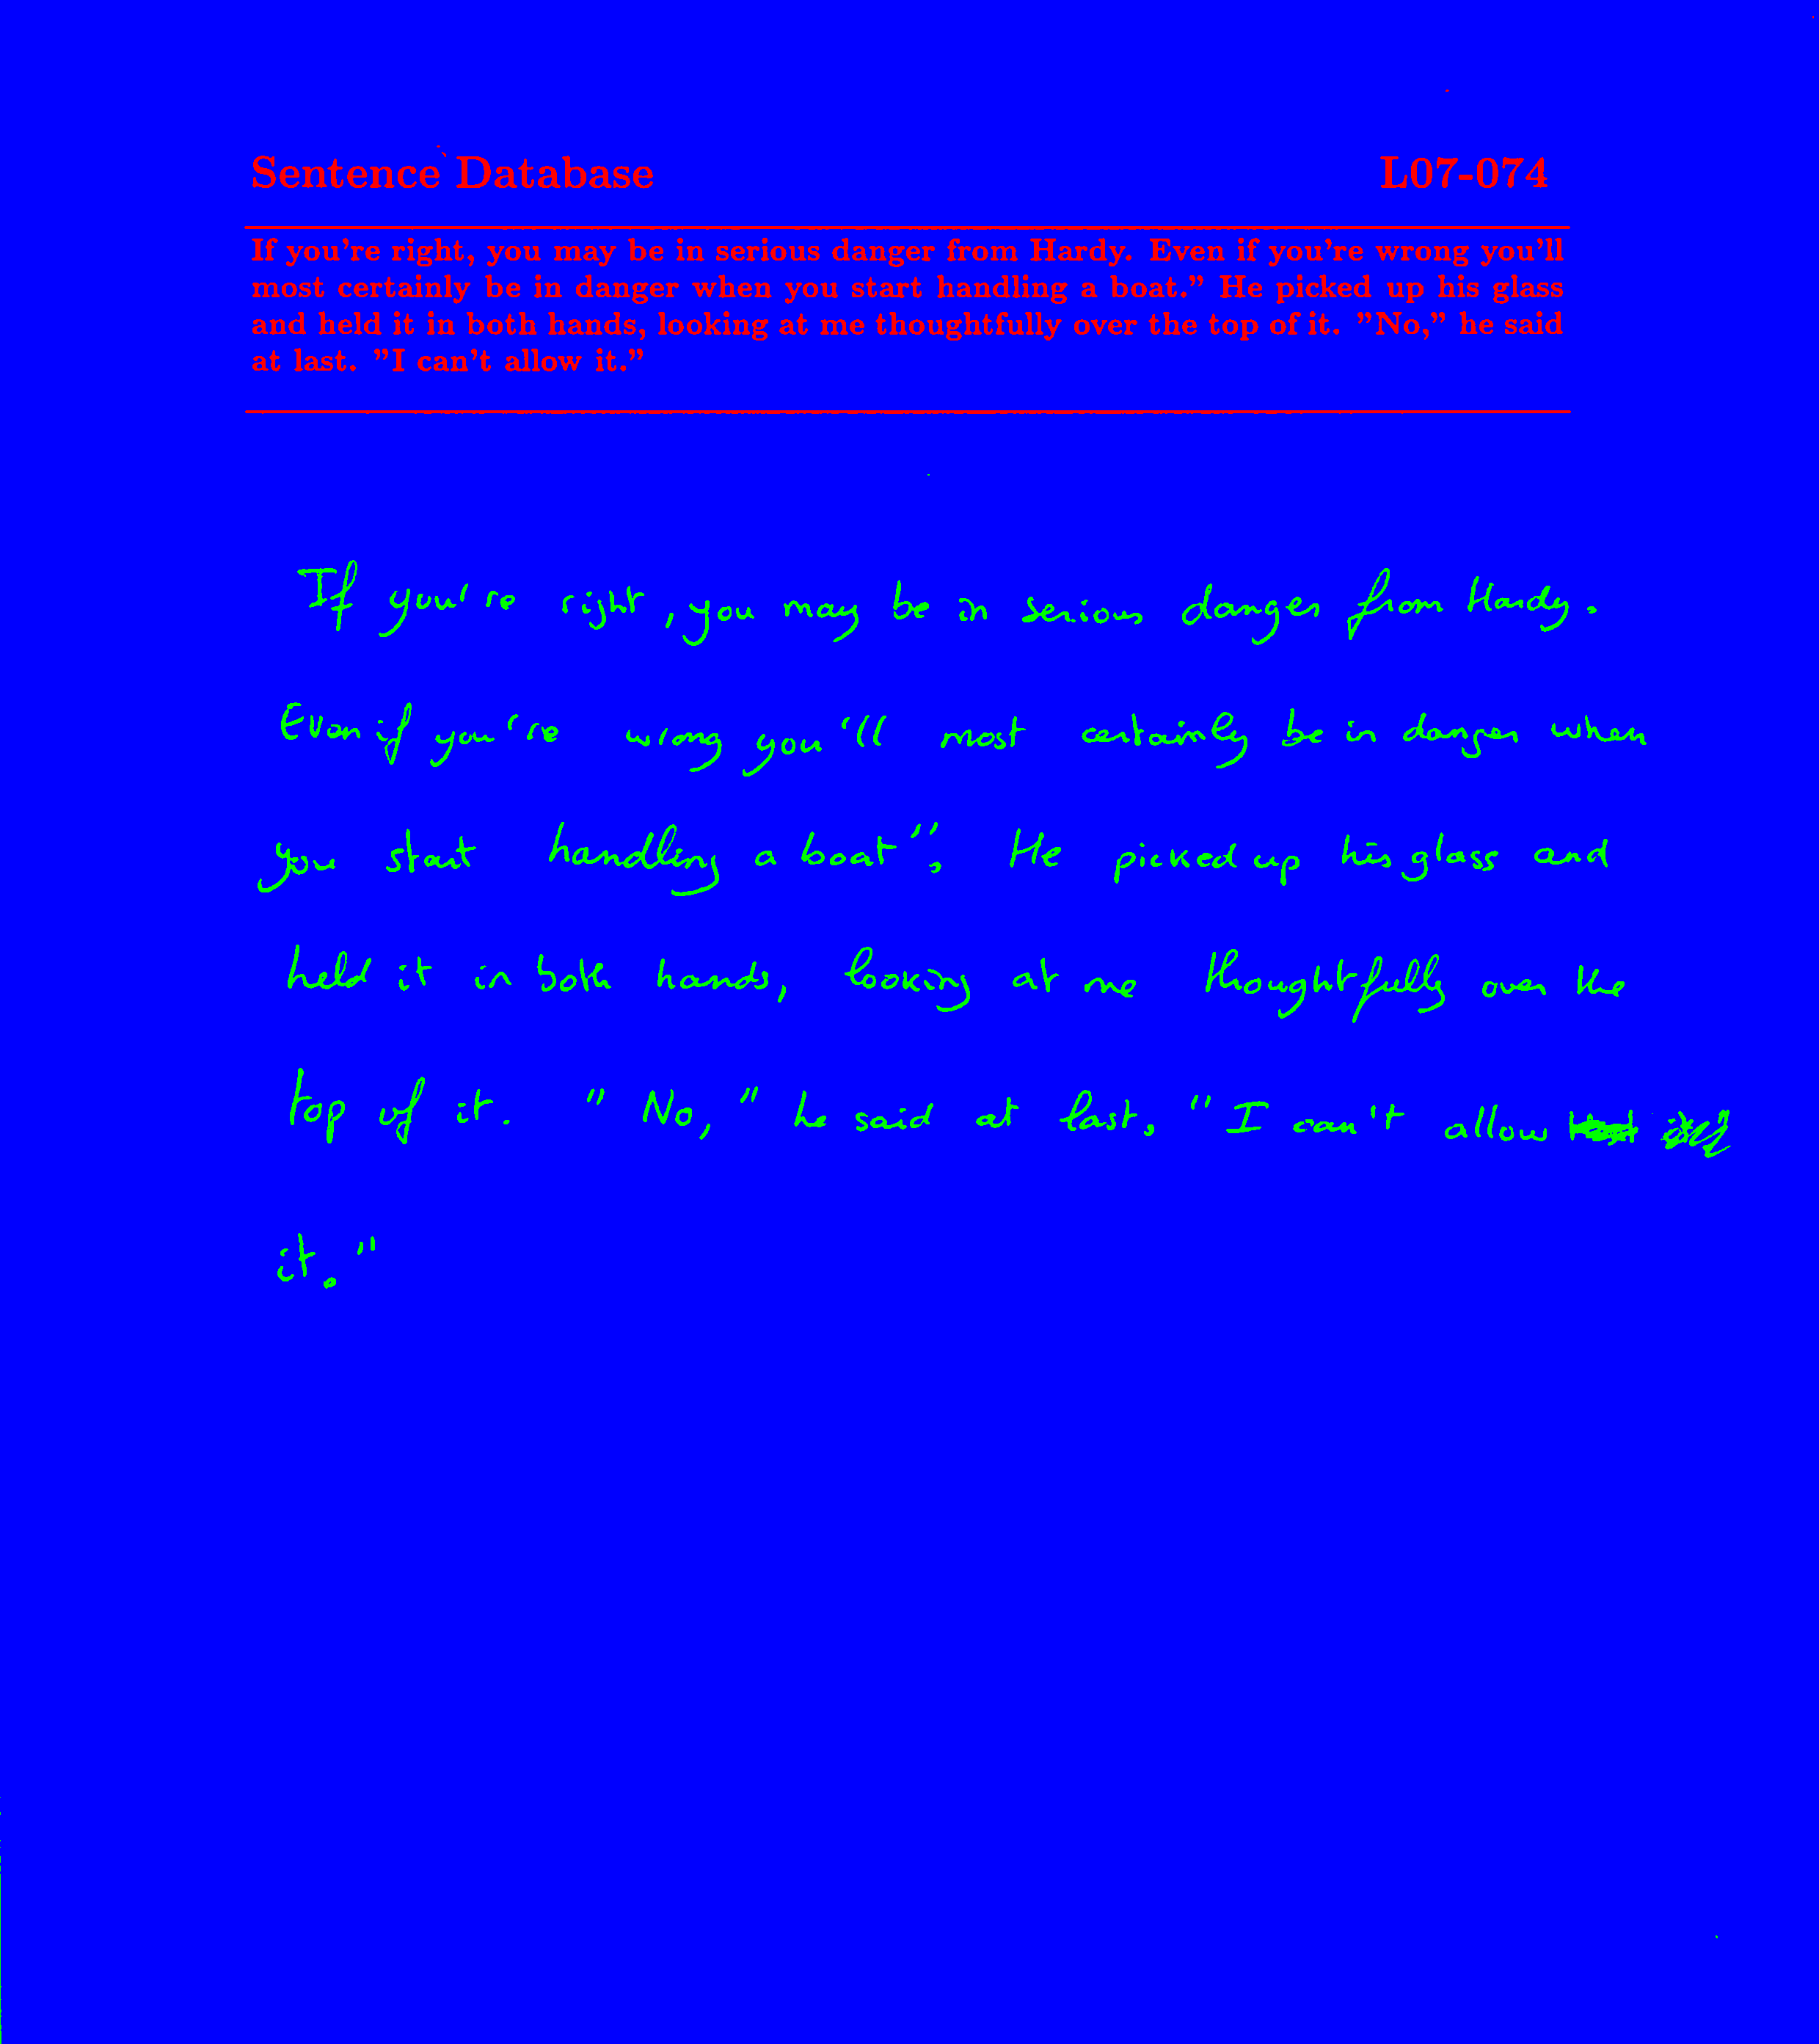 Sentence Database L07-074
If you're right, you may be in serious danger from Hardy. Even if you're wrong you'll
most certainly be in danger when you start handling a boat." He picked up his glass
and held it in both hands, looking at me thoughtfully over the top of it. "No," he said
at last. "I can't allow it."
If you're right, you may be in serious danger from Hardy.
Even if you're wrong you'll most certainly be in danger when
you start handling a boat", He picked up his glass and
held it in both hands, looking at me thoughtfully over the
top of it. "No," he said at last, "I can't allow
it."